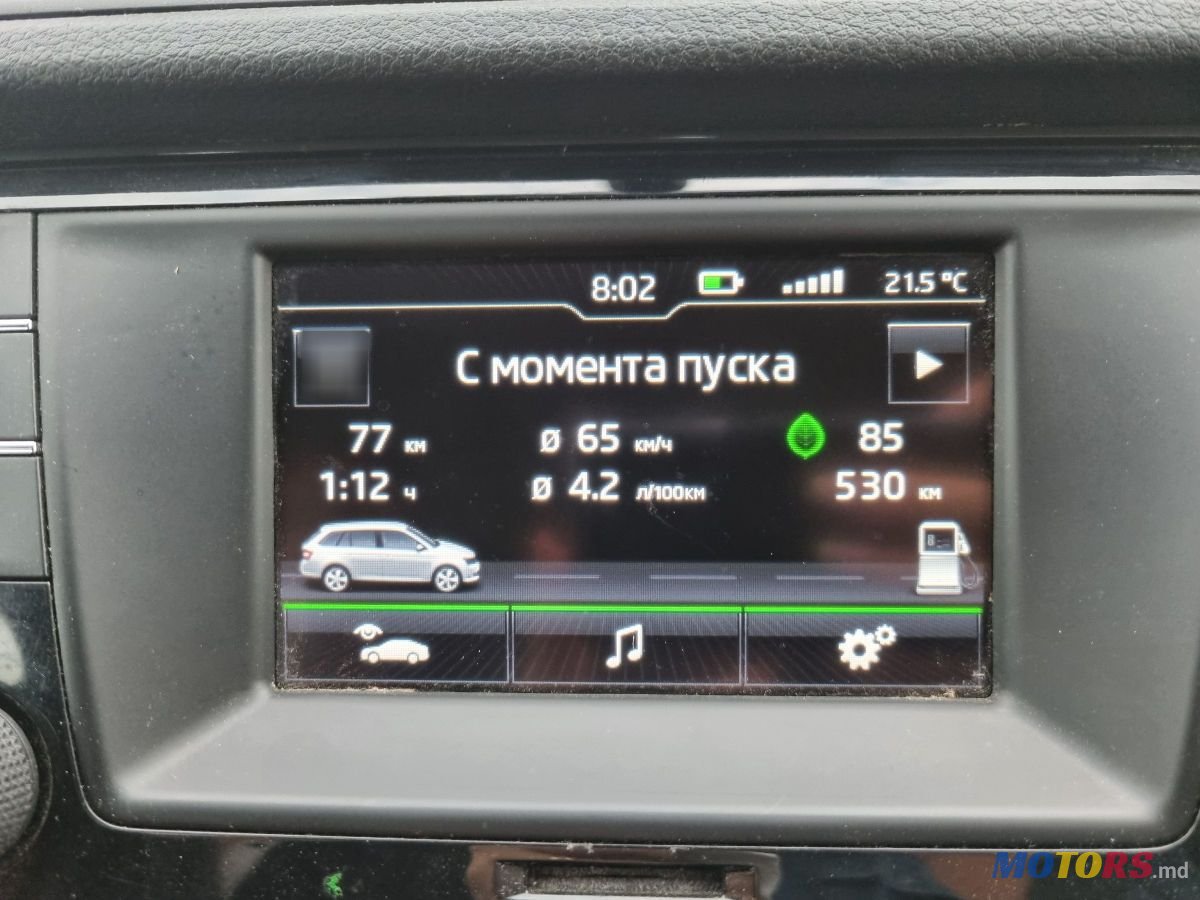 8:02 21.5 °C
С момента пуска
77 км ø 65 км/ч 85
1:12 ч ø 4.2 л/100км 530 км
MOTORS.md